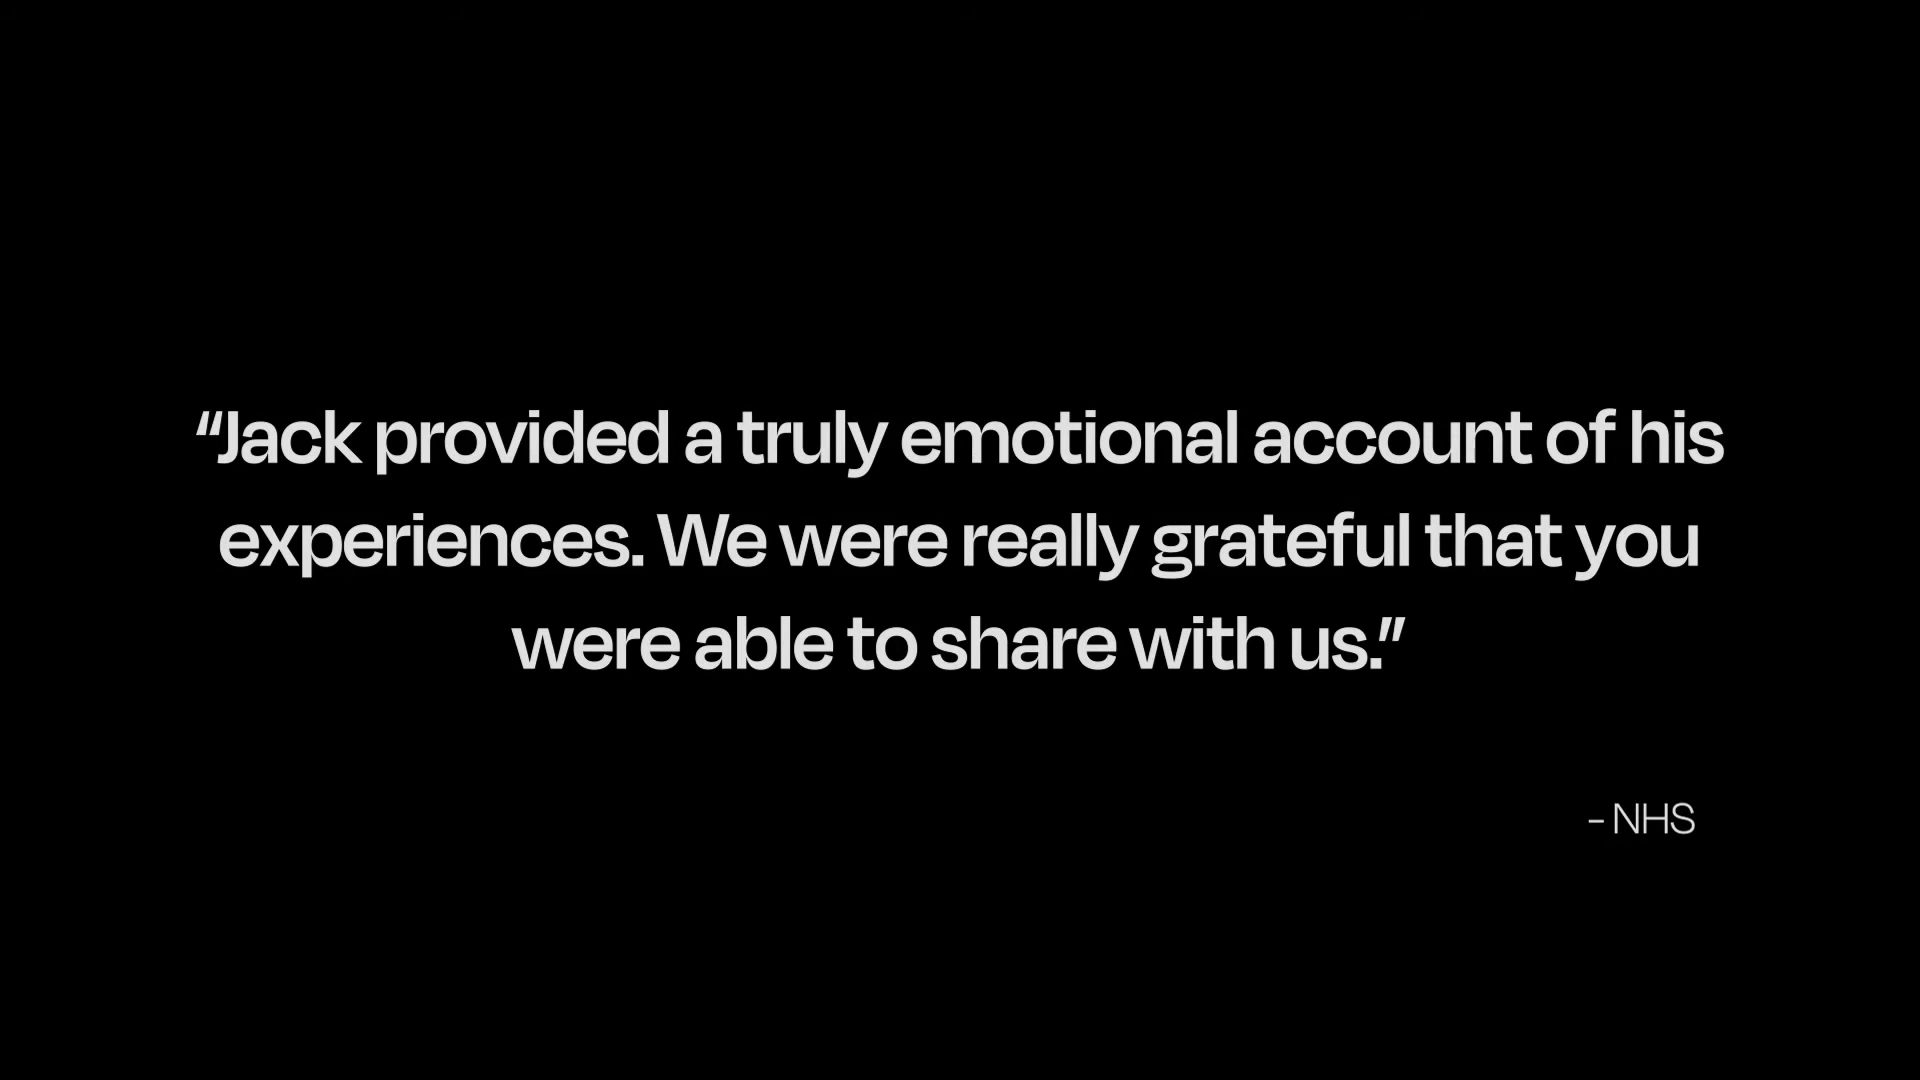 “Jack provided a truly emotional account of his
experiences. We were really grateful that you
were able to share with us.”
– NHS